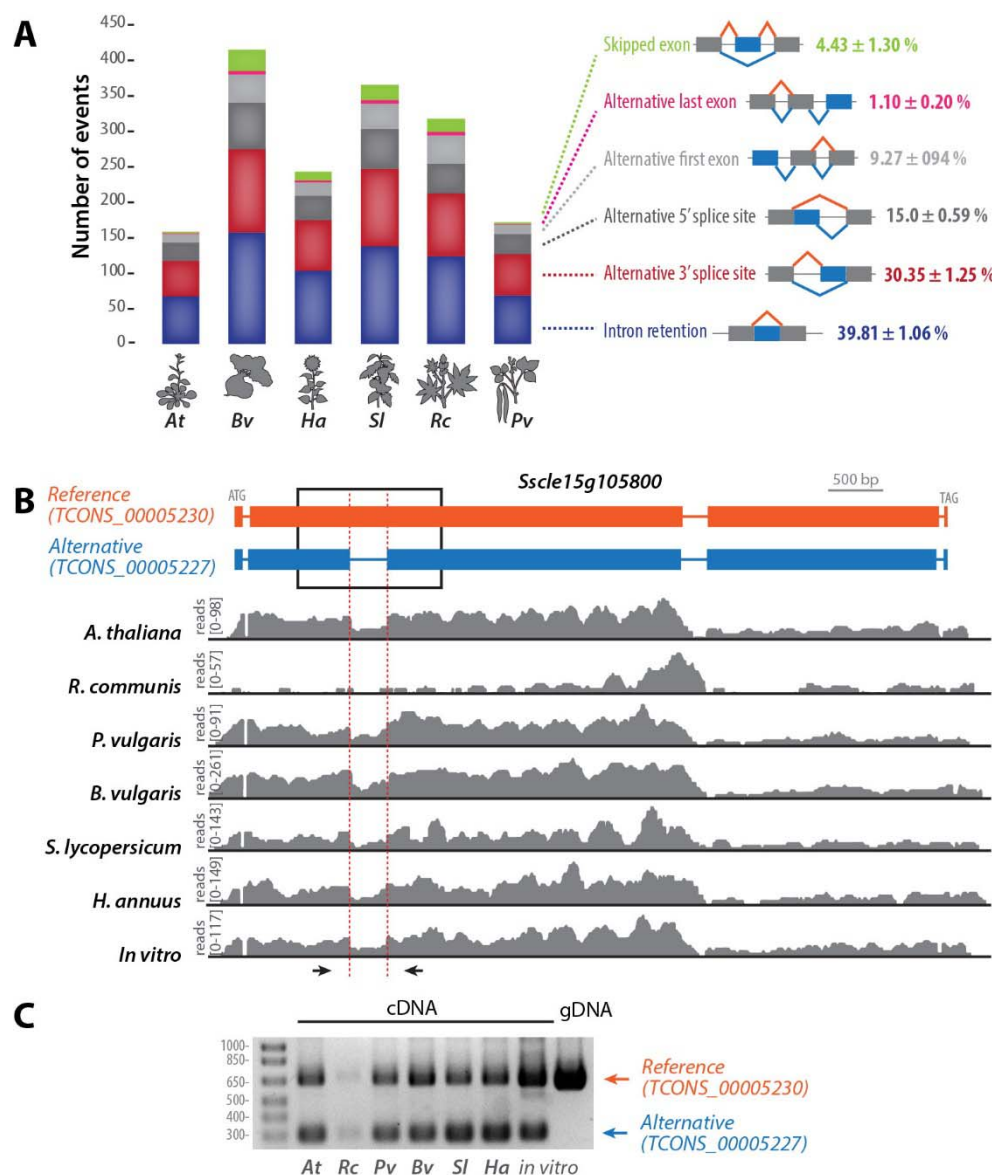 A
Number of events
450
400
350
300
250
200
150
100
50
0
At Bv Ha Sl Rc Pv
Skipped exon 4.43 ± 1.30 %
Alternative last exon 1.10 ± 0.20 %
Alternative first exon 9.27 ± 094 %
Alternative 5' splice site 15.0 ± 0.59 %
Alternative 3' splice site 30.35 ± 1.25 %
Intron retention 39.81 ± 1.06 %
B
Sscle15g105800
500 bp
Reference
(TCONS_00005230)
ATG
TAG
Alternative
(TCONS_00005227)
A. thaliana reads [0-98]
R. communis reads [0-57]
P. vulgaris reads [0-91]
B. vulgaris reads [0-261]
S. lycopersicum reads [0-143]
H. annuus reads [0-149]
In vitro reads [0-117]
C
cDNA gDNA
1000
850
650
500
400
300
Reference
(TCONS_00005230)
Alternative
(TCONS_00005227)
At Rc Pv Bv Sl Ha in vitro